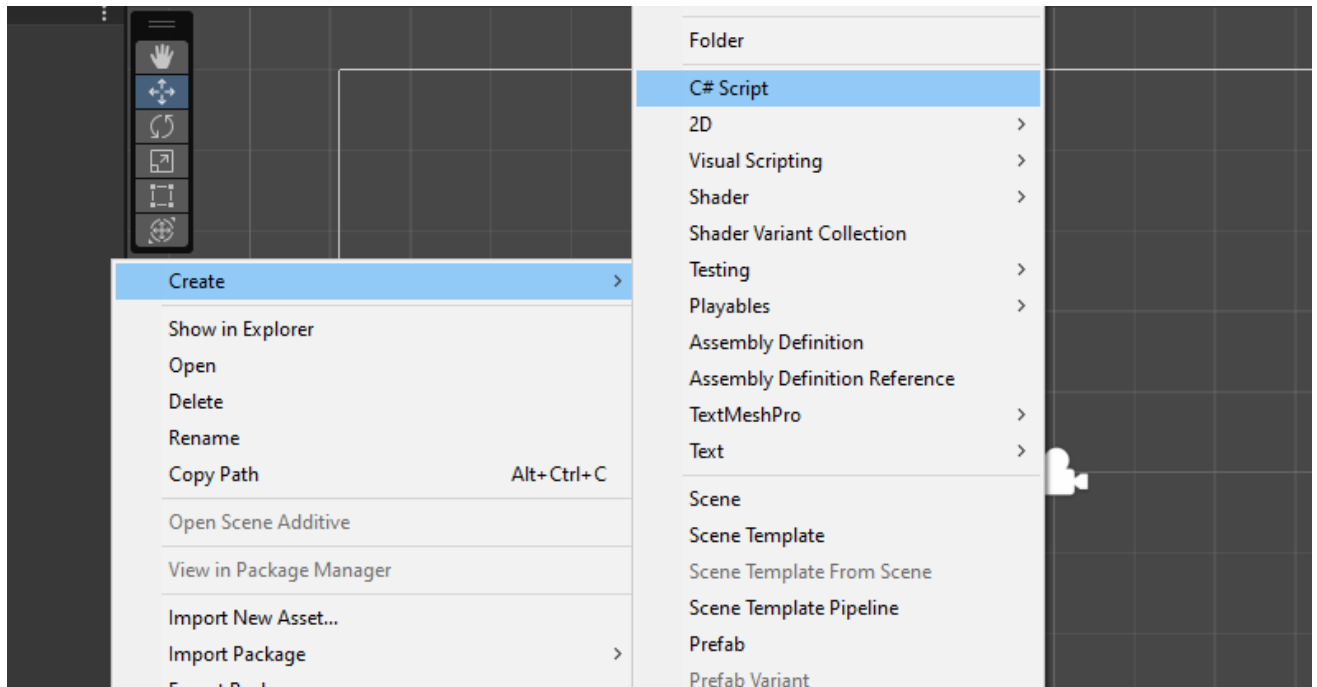 Folder
C# Script
2D
Visual Scripting
Shader
Shader Variant Collection
Testing
Playables
Assembly Definition
Assembly Definition Reference
TextMeshPro
Text
Scene
Scene Template
Scene Template From Scene
Scene Template Pipeline
Prefab
Prefab Variant
Create
Show in Explorer
Open
Delete
Rename
Copy Path Alt+Ctrl+C
Open Scene Additive
View in Package Manager
Import New Asset...
Import Package